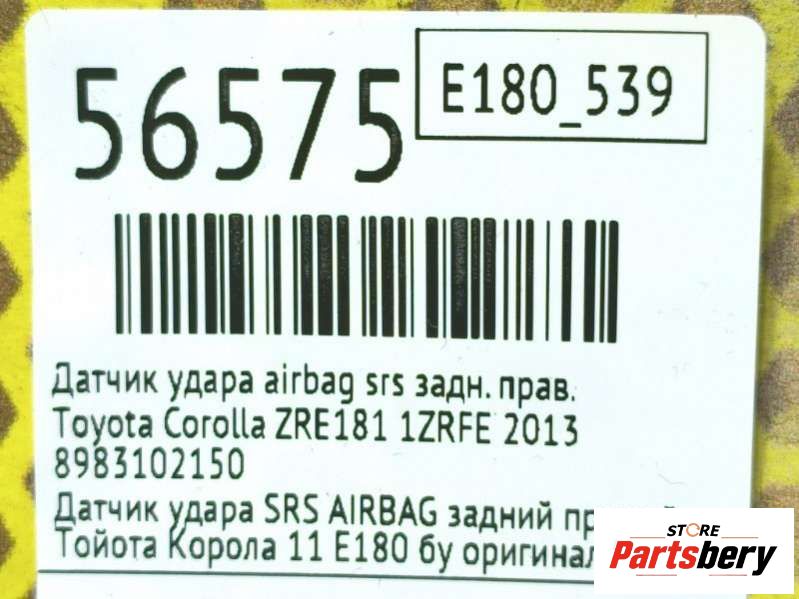 56575
E180_539
Датчик удара airbag srs задн. прав.
Toyota Corolla ZRE181 1ZRFE 2013
8983102150
Датчик удара SRS AIRBAG задний
Тойота Корола 11 E180 бу оригинал
STORE
Partsbery